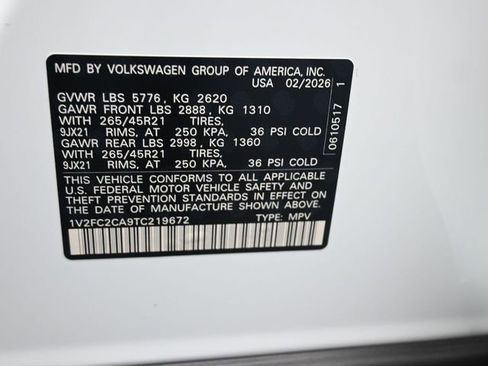 MFD BY VOLKSWAGEN GROUP OF AMERICA, INC.
USA 02/2026
GVWR LBS 5776, KG 2620
GAWR FRONT LBS 2888, KG 1310
WITH 265/45R21 TIRES,
9JX21 RIMS, AT 250 KPA, 36 PSI COLD
GAWR REAR LBS 2998, KG 1360
WITH 265/45R21 TIRES,
9JX21 RIMS, AT 250 KPA, 36 PSI COLD
THIS VEHICLE CONFORMS TO ALL APPLICABLE
U.S. FEDERAL MOTOR VEHICLE SAFETY AND
THEFT PREVENTION STANDARDS IN EFFECT ON
THE DATE OF MANUFACTURE SHOWN ABOVE.
1V2FC2CA9TC219672 TYPE: MPV
0610517 1